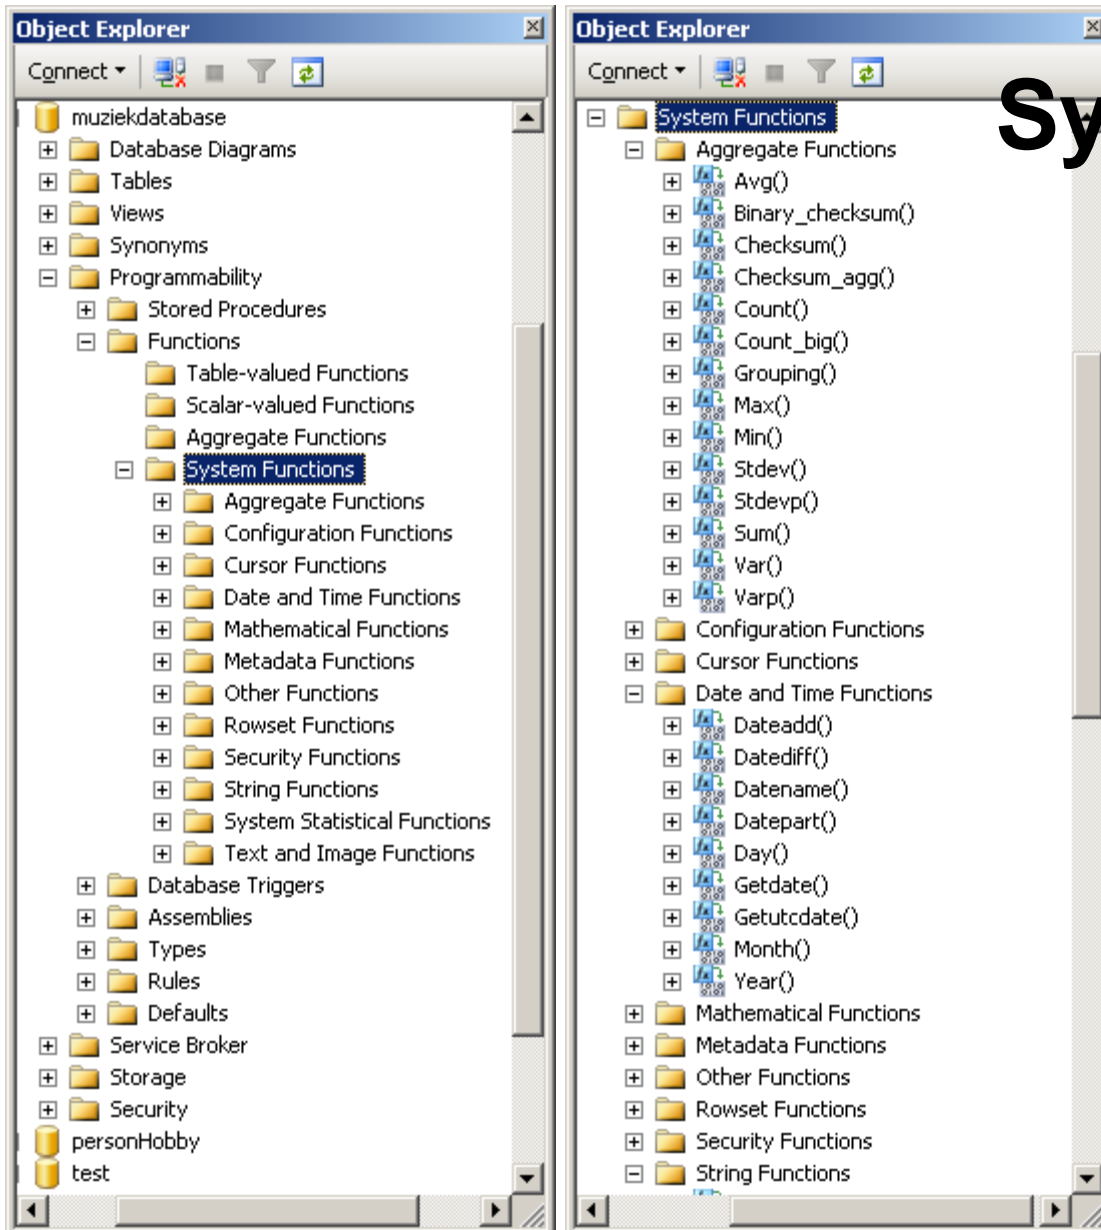 Object Explorer
Connect
muziekdatabase
Database Diagrams
Tables
Views
Synonyms
Programmability
Stored Procedures
Functions
Table-valued Functions
Scalar-valued Functions
Aggregate Functions
System Functions
Aggregate Functions
Configuration Functions
Cursor Functions
Date and Time Functions
Mathematical Functions
Metadata Functions
Other Functions
Rowset Functions
Security Functions
String Functions
System Statistical Functions
Text and Image Functions
Database Triggers
Assemblies
Types
Rules
Defaults
Service Broker
Storage
Security
personHobby
test
Object Explorer
Connect
Sy
System Functions
Aggregate Functions
Avg()
Binary_checksum()
Checksum()
Checksum_agg()
Count()
Count_big()
Grouping()
Max()
Min()
Stdev()
Stdevp()
Sum()
Var()
Varp()
Configuration Functions
Cursor Functions
Date and Time Functions
Dateadd()
Datediff()
Datename()
Datepart()
Day()
Getdate()
Getutcdate()
Month()
Year()
Mathematical Functions
Metadata Functions
Other Functions
Rowset Functions
Security Functions
String Functions